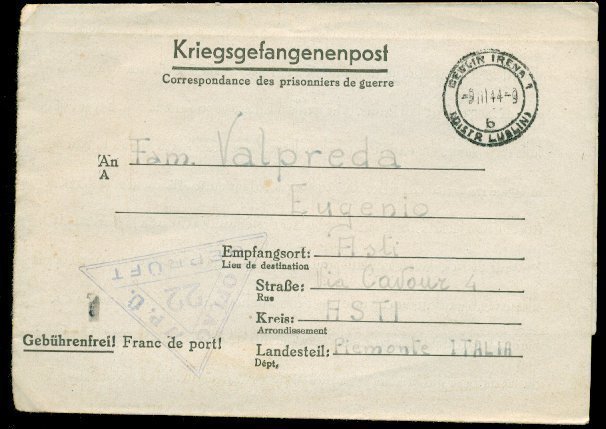 Kriegsgefangenenpost
Correspondance des prisonniers de guerre
DEBLIN IRENA 1
-9.III 44-9
b
(DISTR LUBLIN)
An Fam. Valpreda
A
Eugenio
Empfangsort: Asti
Lieu de destination
Straße: Via Cavour 4
Rue
Kreis: ASTI
Arrondissement
Landesteil: Piemonte ITALIA
Dépt,
Gebührenfrei! Franc de port!
GEPRÜFT
22